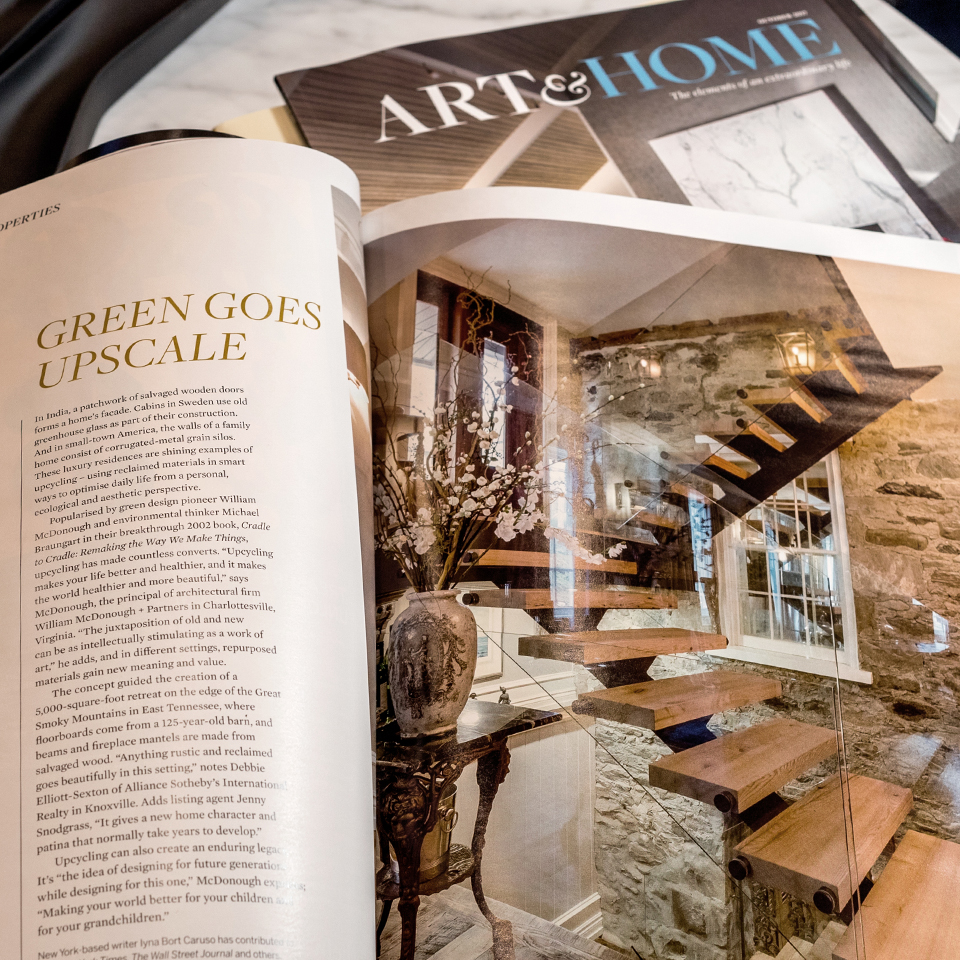 ART & HOME
The elements of an extraordinary life
GREEN GOES
UPSCALE
In India, a patchwork of salvaged wooden doors
forms a home's facade. Cabins in Sweden use old
greenhouse glass as part of their construction.
And in small-town America, the walls of a family
home consist of corrugated-metal grain silos.
These luxury residences are shining examples of
upcycling – using reclaimed materials in smart
ways to optimise daily life from a personal,
ecological and aesthetic perspective.
Popularised by green design pioneer William
McDonough and environmental thinker Michael
Braungart in their breakthrough 2002 book, Cradle
to Cradle: Remaking the Way We Make Things,
upcycling has made countless converts. “Upcycling
makes your life better and healthier, and it makes
the world healthier and more beautiful,” says
McDonough, the principal of architectural firm
William McDonough + Partners in Charlottesville,
Virginia. “The juxtaposition of old and new
can be as intellectually stimulating as a work of
art,” he adds, and in different settings, repurposed
materials gain new meaning and value.
The concept guided the creation of a
5,000-square-foot retreat on the edge of the Great
Smoky Mountains in East Tennessee, where
floorboards come from a 125-year-old barn, and
beams and fireplace mantels are made from
salvaged wood. “Anything rustic and reclaimed
goes beautifully in this setting,” notes Debbie
Elliott-Sexton of Alliance Sotheby's International
Realty in Knoxville. Adds listing agent Jenny
Snodgrass, “It gives a new home character and
patina that normally take years to develop.”
Upcycling can also create an enduring
It's “the idea of designing for future
while designing for this one,” McDonough
“Making your world better for your children
for your grandchildren.”
New York-based writer Iyna Bort Caruso has
Times, The Wall Street Journal and